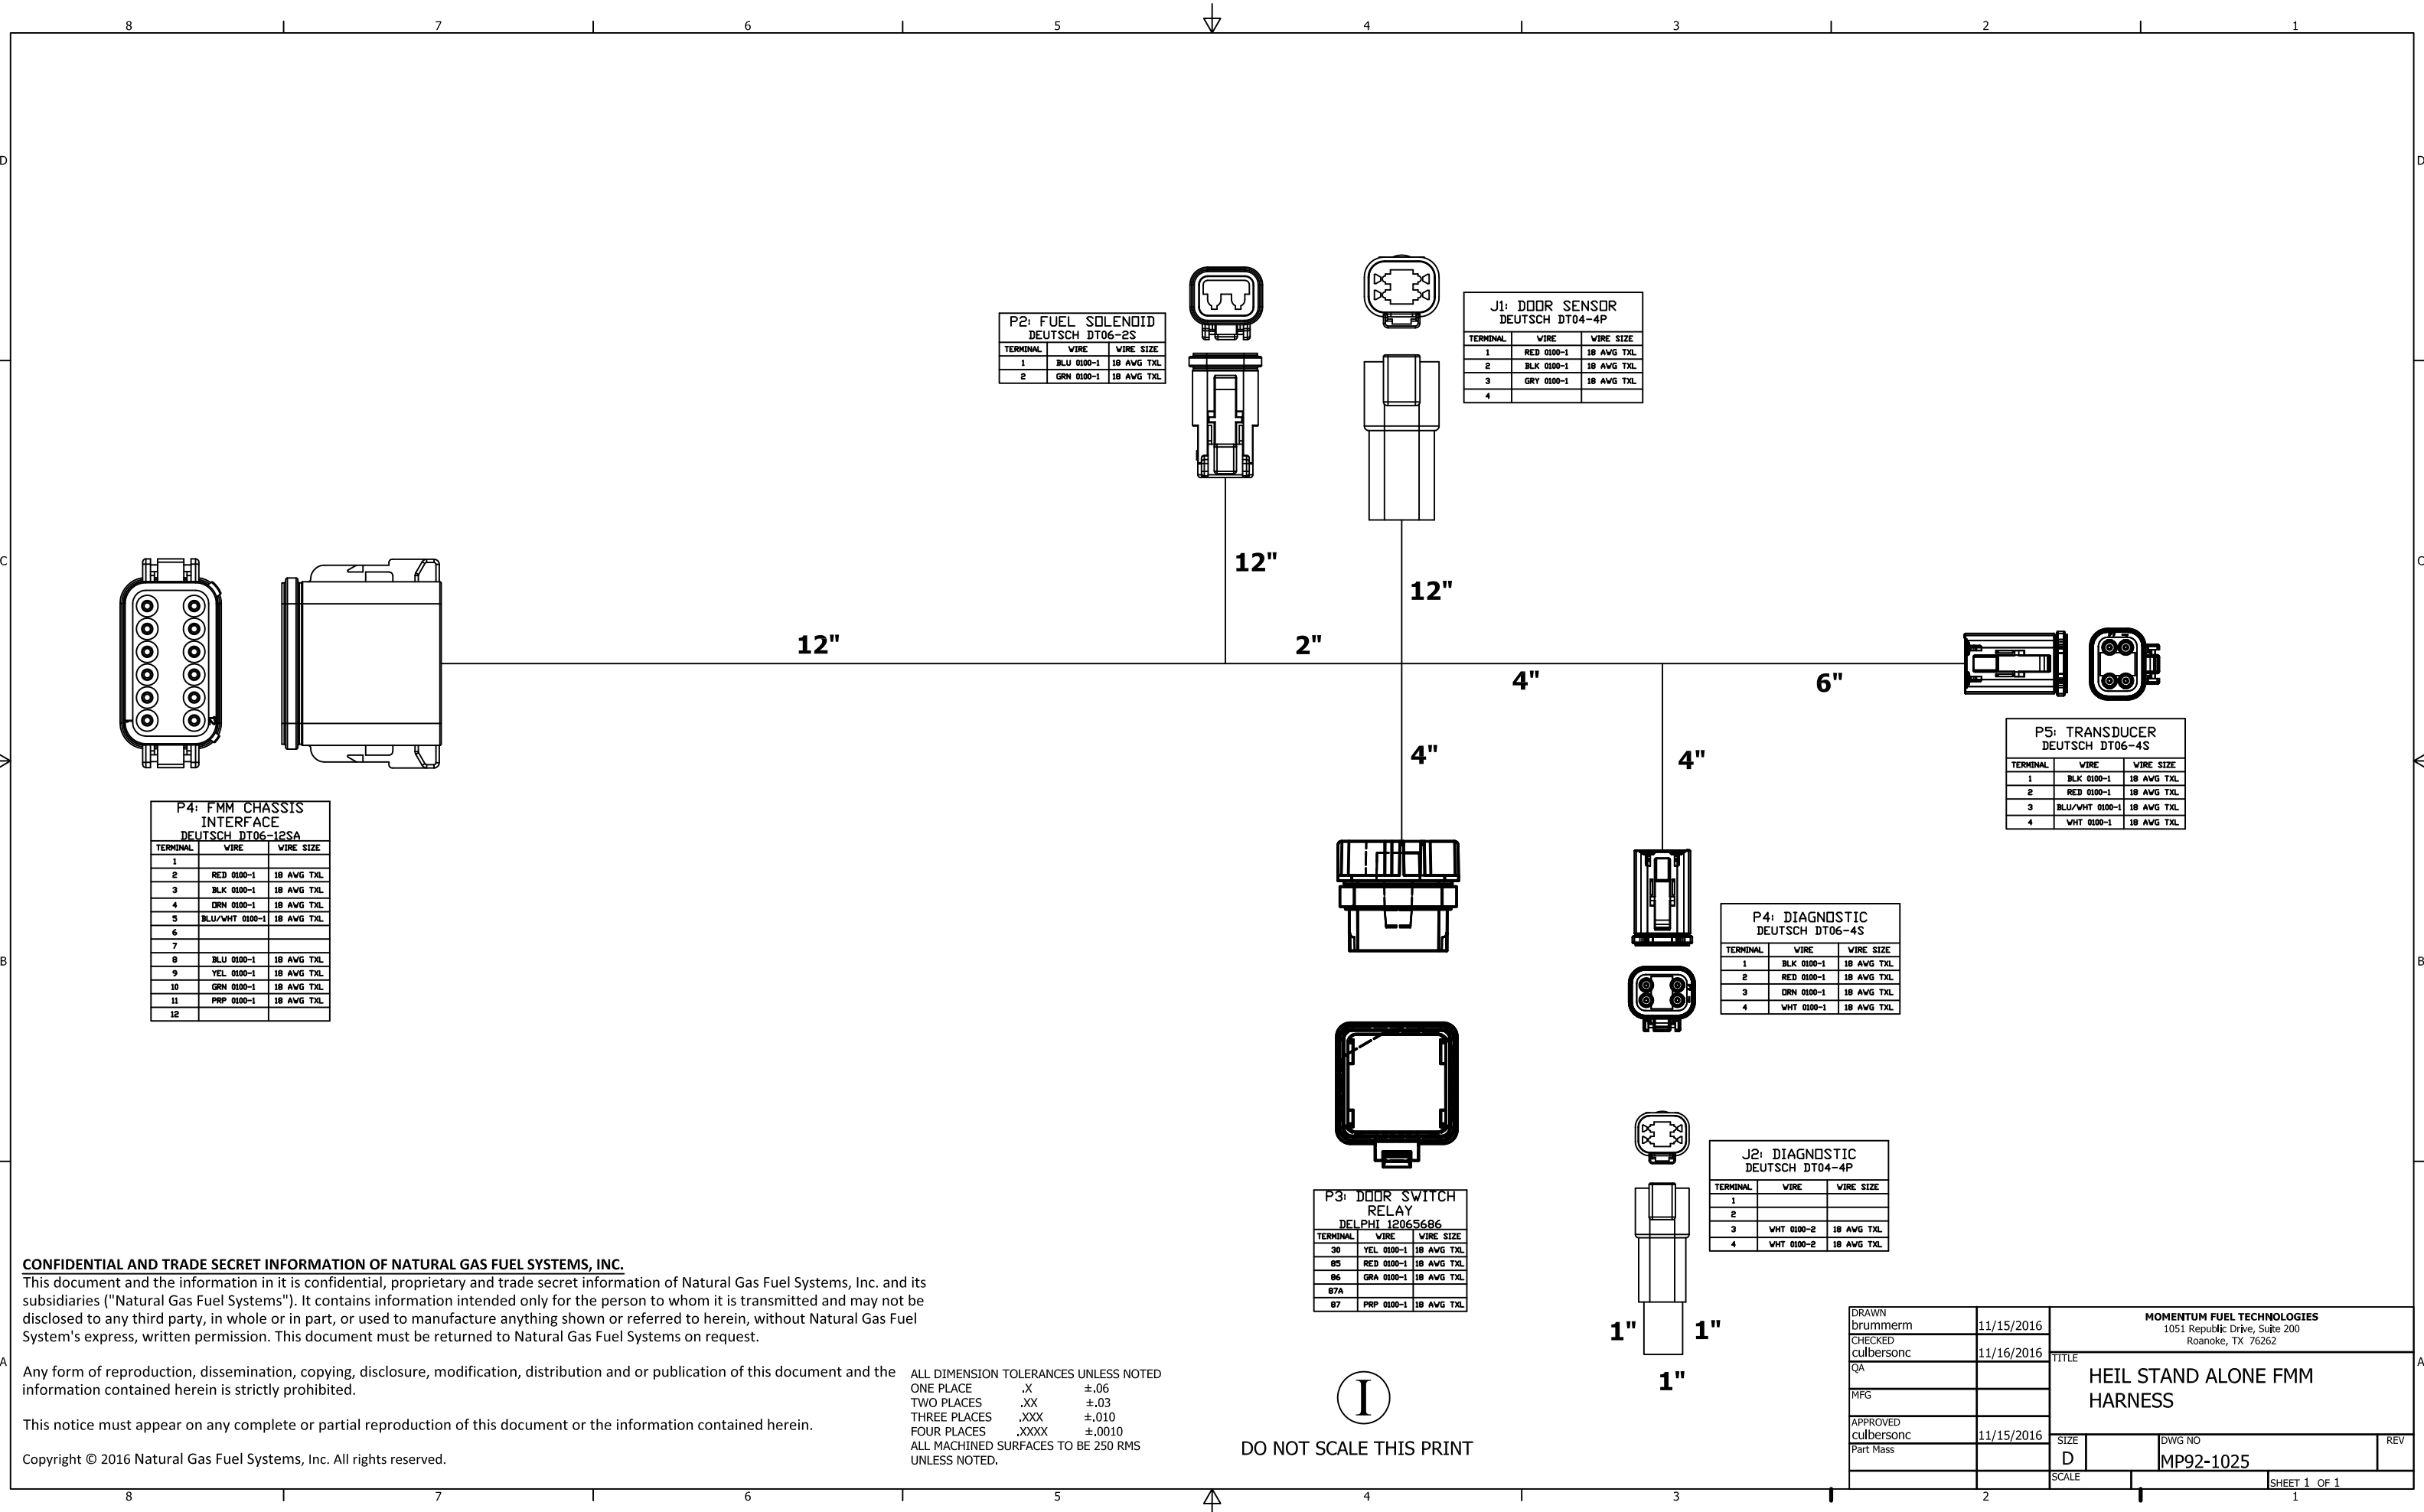 8 7 6 5 4 3 2 1
D D
C C
B B
A A
P2: FUEL SOLENOID
DEUTSCH DT06-2S
TERMINAL WIRE WIRE SIZE
1 BLU 0100-1 18 AWG TXL
2 GRN 0100-1 18 AWG TXL
J1: DOOR SENSOR
DEUTSCH DT04-4P
TERMINAL WIRE WIRE SIZE
1 RED 0100-1 18 AWG TXL
2 BLK 0100-1 18 AWG TXL
3 GRY 0100-1 18 AWG TXL
4
12"
12"
12"
2"
4"
6"
4"
4"
P5: TRANSDUCER
DEUTSCH DT06-4S
TERMINAL WIRE WIRE SIZE
1 BLK 0100-1 18 AWG TXL
2 RED 0100-1 18 AWG TXL
3 BLU/WHT 0100-1 18 AWG TXL
4 WHT 0100-1 18 AWG TXL
P4: FMM CHASSIS
INTERFACE
DEUTSCH DT06-12SA
TERMINAL WIRE WIRE SIZE
1
2 RED 0100-1 18 AWG TXL
3 BLK 0100-1 18 AWG TXL
4 ORN 0100-1 18 AWG TXL
5 BLU/WHT 0100-1 18 AWG TXL
6
7
8 BLU 0100-1 18 AWG TXL
9 YEL 0100-1 18 AWG TXL
10 GRN 0100-1 18 AWG TXL
11 PRP 0100-1 18 AWG TXL
12
P4: DIAGNOSTIC
DEUTSCH DT06-4S
TERMINAL WIRE WIRE SIZE
1 BLK 0100-1 18 AWG TXL
2 RED 0100-1 18 AWG TXL
3 ORN 0100-1 18 AWG TXL
4 WHT 0100-1 18 AWG TXL
J2: DIAGNOSTIC
DEUTSCH DT04-4P
TERMINAL WIRE WIRE SIZE
1
2
3 WHT 0100-2 18 AWG TXL
4 WHT 0100-2 18 AWG TXL
P3: DOOR SWITCH
RELAY
DELPHI 12065686
TERMINAL WIRE WIRE SIZE
30 YEL 0100-1 18 AWG TXL
85 RED 0100-1 18 AWG TXL
86 GRA 0100-1 18 AWG TXL
87A
87 PRP 0100-1 18 AWG TXL
1" 1"
1"
CONFIDENTIAL AND TRADE SECRET INFORMATION OF NATURAL GAS FUEL SYSTEMS, INC.
This document and the information in it is confidential, proprietary and trade secret information of Natural Gas Fuel Systems, Inc. and its
subsidiaries ("Natural Gas Fuel Systems"). It contains information intended only for the person to whom it is transmitted and may not be
disclosed to any third party, in whole or in part, or used to manufacture anything shown or referred to herein, without Natural Gas Fuel
System's express, written permission. This document must be returned to Natural Gas Fuel Systems on request.
Any form of reproduction, dissemination, copying, disclosure, modification, distribution and or publication of this document and the
information contained herein is strictly prohibited.
This notice must appear on any complete or partial reproduction of this document or the information contained herein.
Copyright © 2016 Natural Gas Fuel Systems, Inc. All rights reserved.
ALL DIMENSION TOLERANCES UNLESS NOTED
ONE PLACE .X ±.06
TWO PLACES .XX ±.03
THREE PLACES .XXX ±.010
FOUR PLACES .XXXX ±.0010
ALL MACHINED SURFACES TO BE 250 RMS
UNLESS NOTED.
I
DO NOT SCALE THIS PRINT
DRAWN
brummerm 11/15/2016
CHECKED
culbersonc 11/16/2016
QA
MFG
APPROVED
culbersonc 11/15/2016
Part Mass
MOMENTUM FUEL TECHNOLOGIES
1051 Republic Drive, Suite 200
Roanoke, TX 76262
TITLE
HEIL STAND ALONE FMM
HARNESS
SIZE
D
DWG NO
MP92-1025
REV
SCALE
SHEET 1 OF 1
8 7 6 5 4 3 2 1